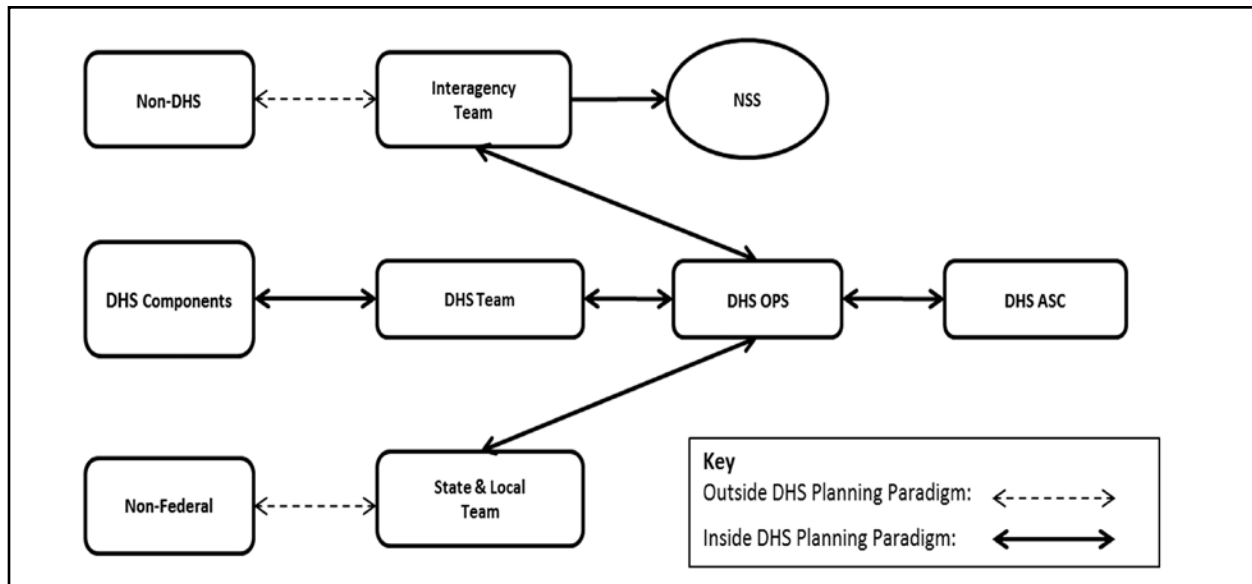 Non-DHS
Interagency
Team
NSS
DHS Components
DHS Team
DHS OPS
DHS ASC
Non-Federal
State & Local
Team
Key
Outside DHS Planning Paradigm:
Inside DHS Planning Paradigm: